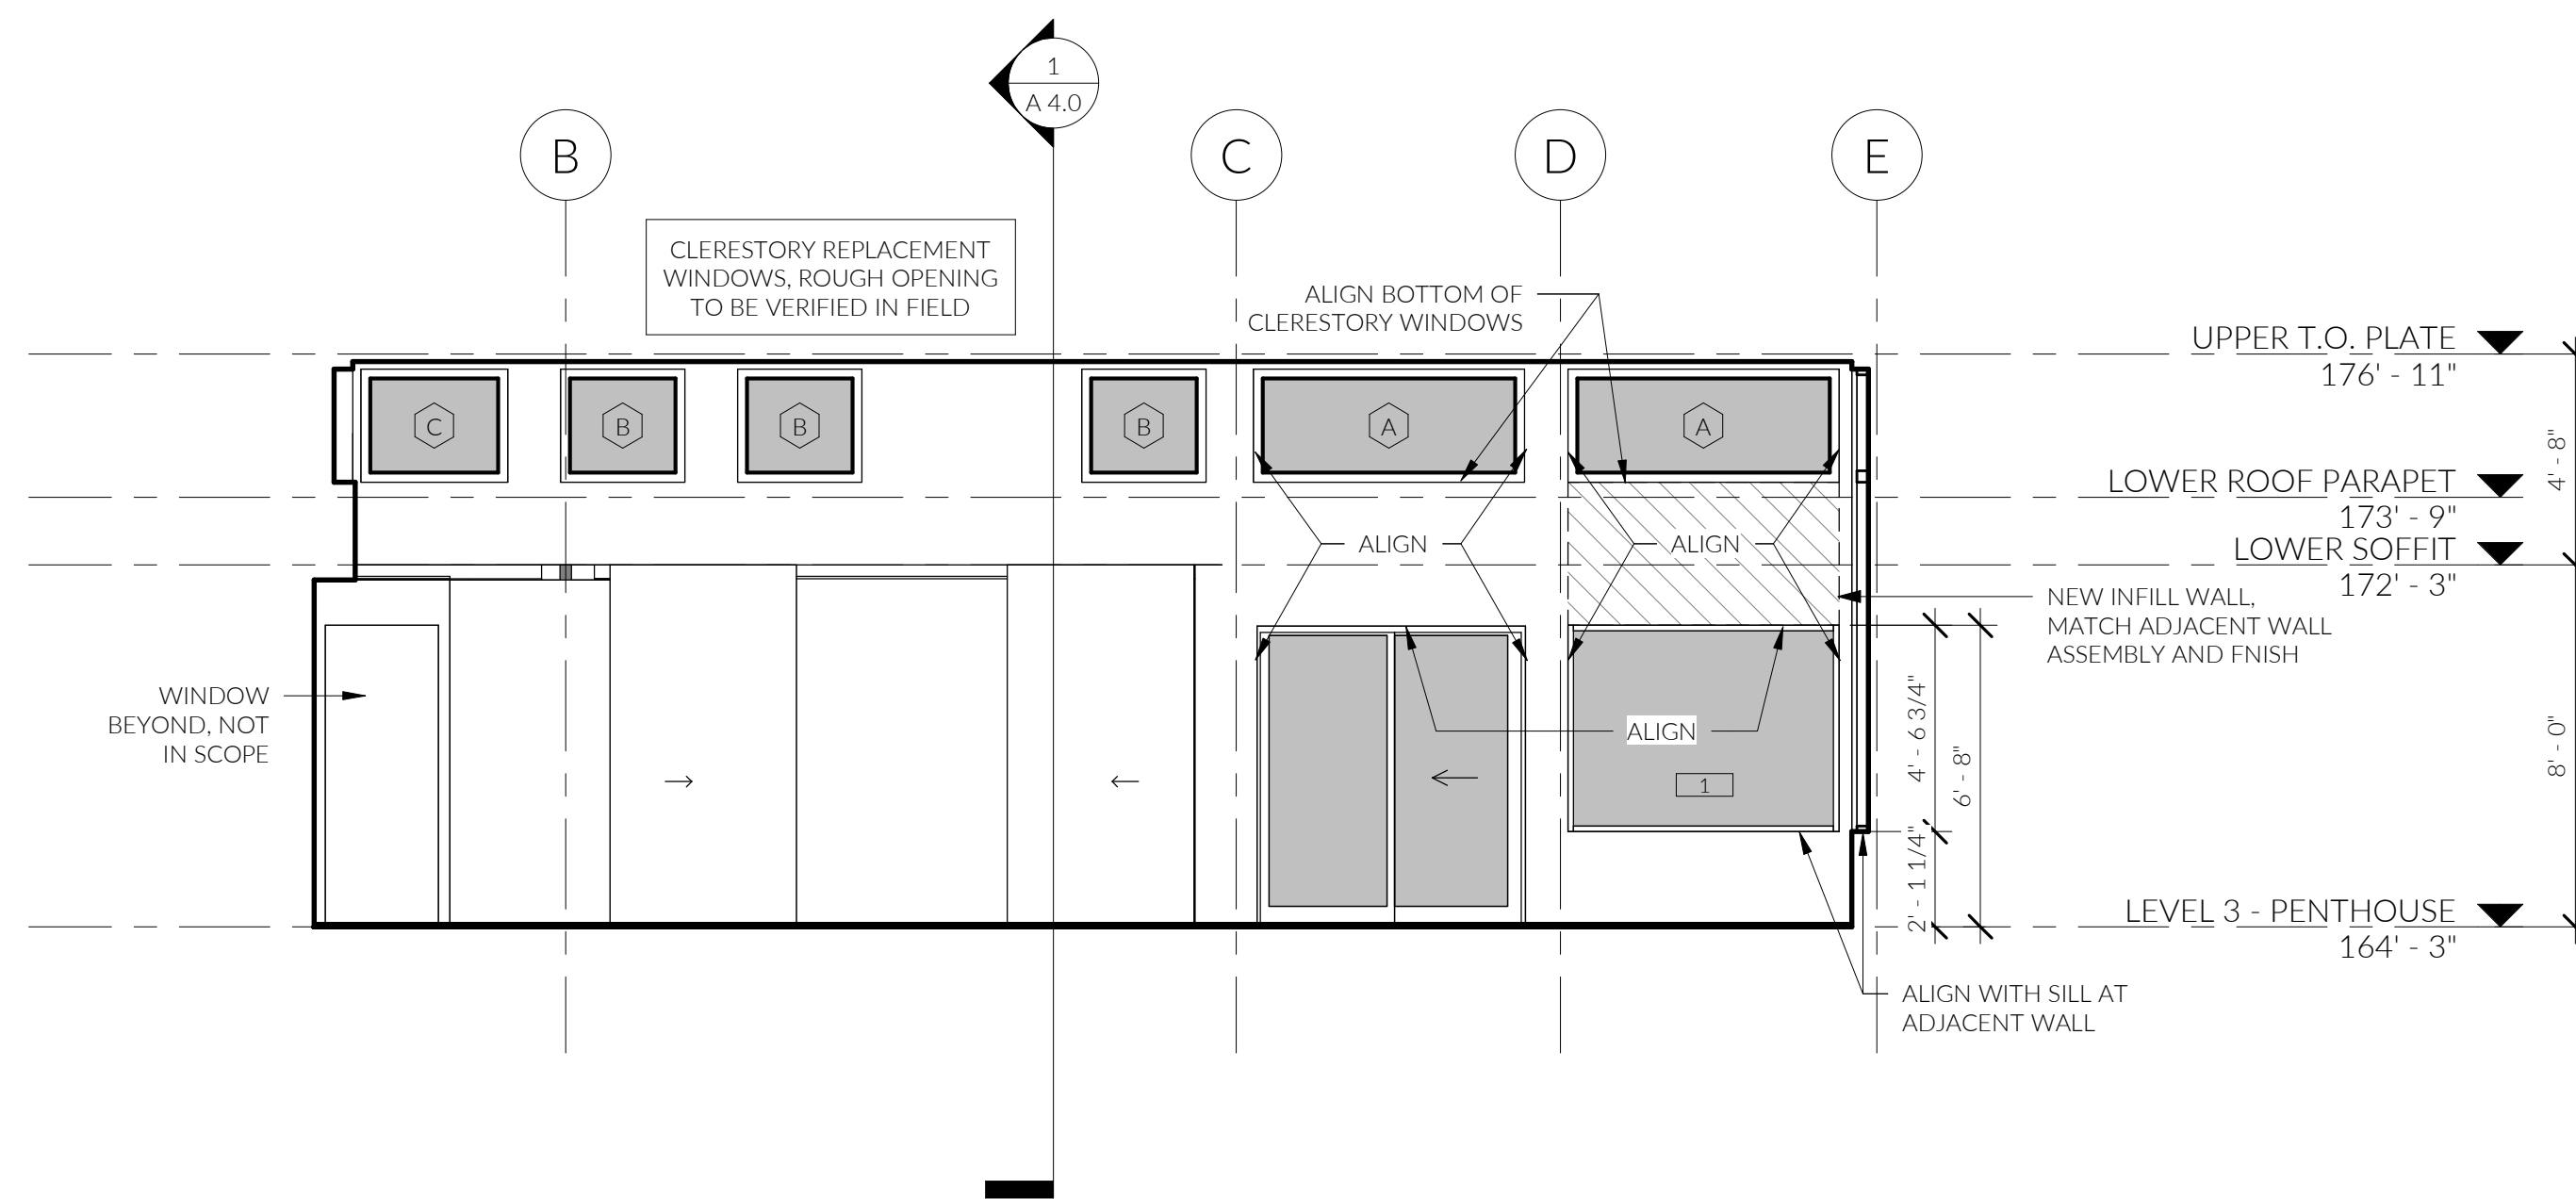 1
A 4.0
B
C
D
E
CLERESTORY REPLACEMENT
WINDOWS, ROUGH OPENING
TO BE VERIFIED IN FIELD
ALIGN BOTTOM OF
CLERESTORY WINDOWS
UPPER T.O. PLATE
176' - 11"
C
B
B
B
A
A
4' - 8"
LOWER ROOF PARAPET
173' - 9"
ALIGN
ALIGN
LOWER SOFFIT
172' - 3"
NEW INFILL WALL,
MATCH ADJACENT WALL
ASSEMBLY AND FNISH
WINDOW
BEYOND, NOT
IN SCOPE
ALIGN
1
4' - 6 3/4"
6' - 8"
8' - 0"
2' - 1 1/4"
LEVEL 3 - PENTHOUSE
164' - 3"
ALIGN WITH SILL AT
ADJACENT WALL